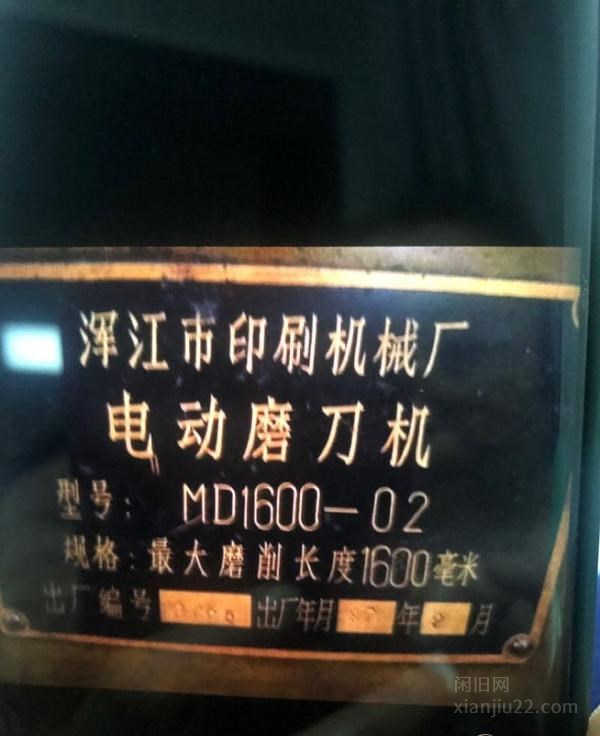 浑江市印刷机械厂
电动磨刀机
型号: MD1600-02
规格:最大磨削长度1600毫米
出厂编号 出厂年月 年 月
闲旧网
xianjiu22.com